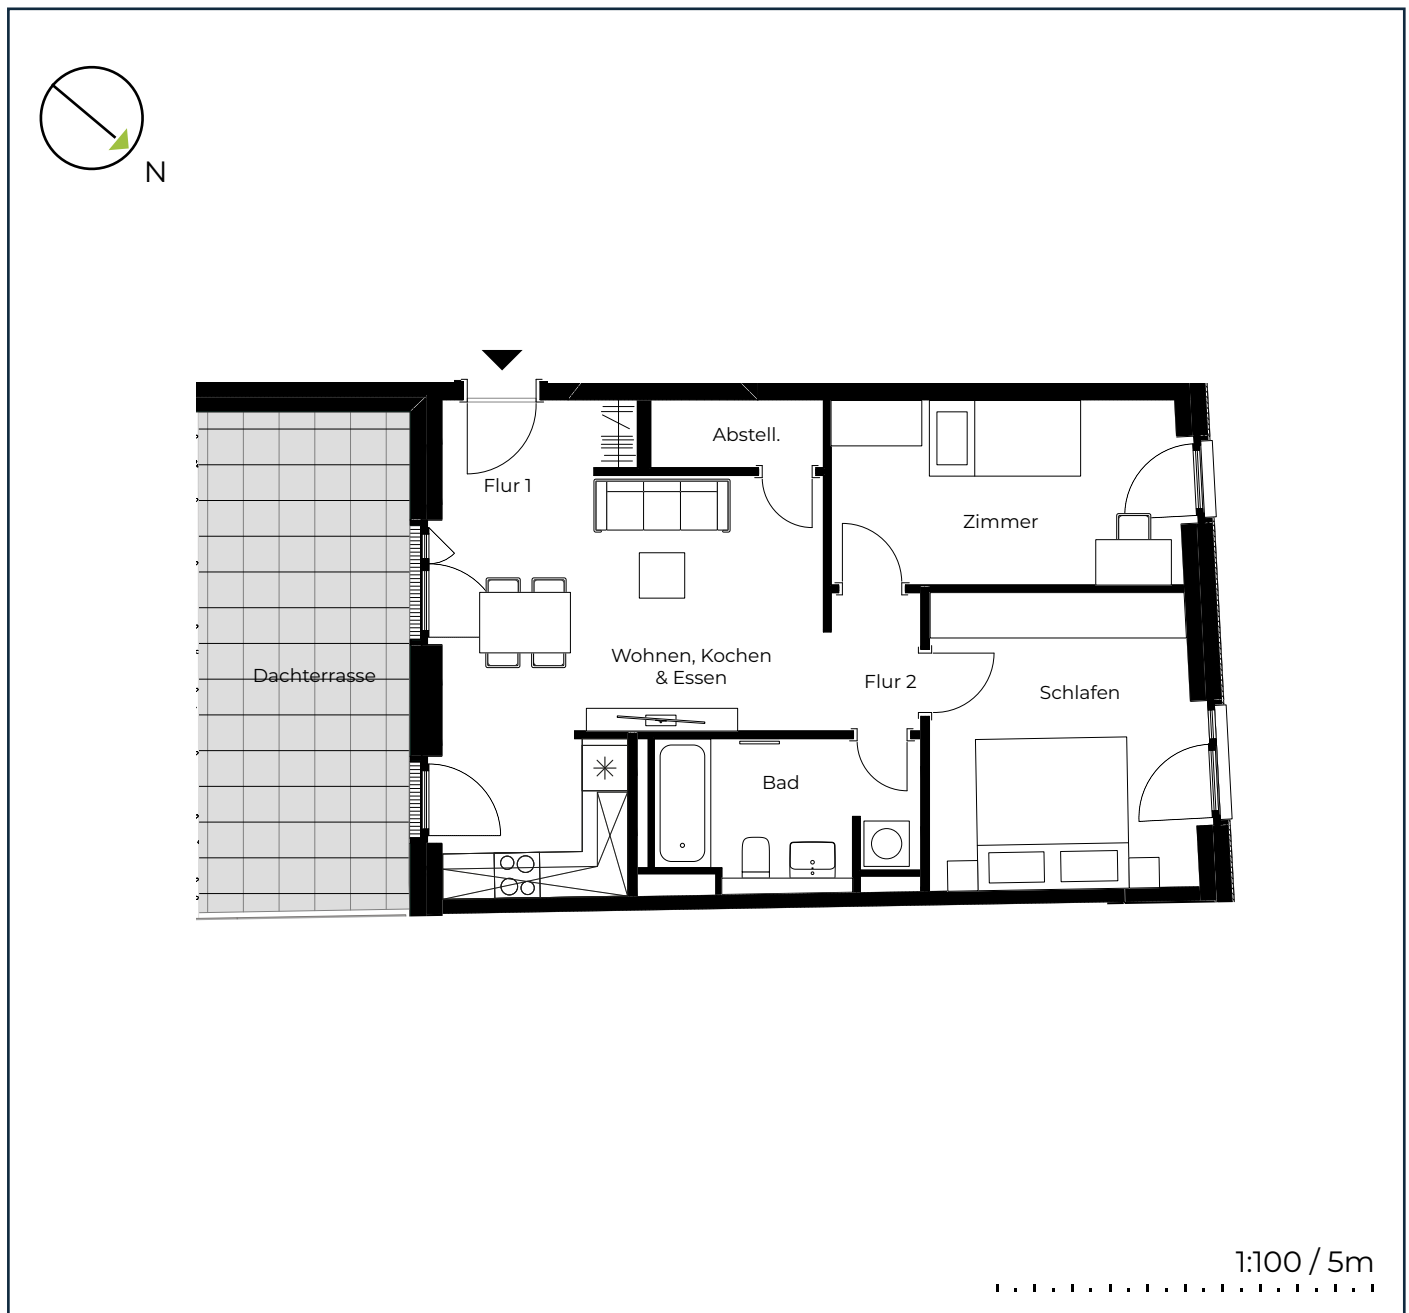 N
Abstell.
Flur 1
Zimmer
Wohnen, Kochen
& Essen
Dachterrasse
Flur 2
Schlafen
Bad
1:100 / 5m